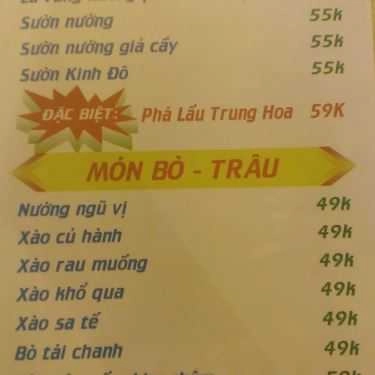 Sườn nướng 55k
Sườn nướng giả cầy 55k
Sườn Kinh Đô 55k
ĐẶC BIỆT: Phá Lấu Trung Hoa 59K
MÓN BÒ - TRÂU
Nướng ngũ vị 49k
Xào củ hành 49k
Xào rau muống 49k
Xào khổ qua 49k
Xào sa tế 49k
Bò tái chanh 49k